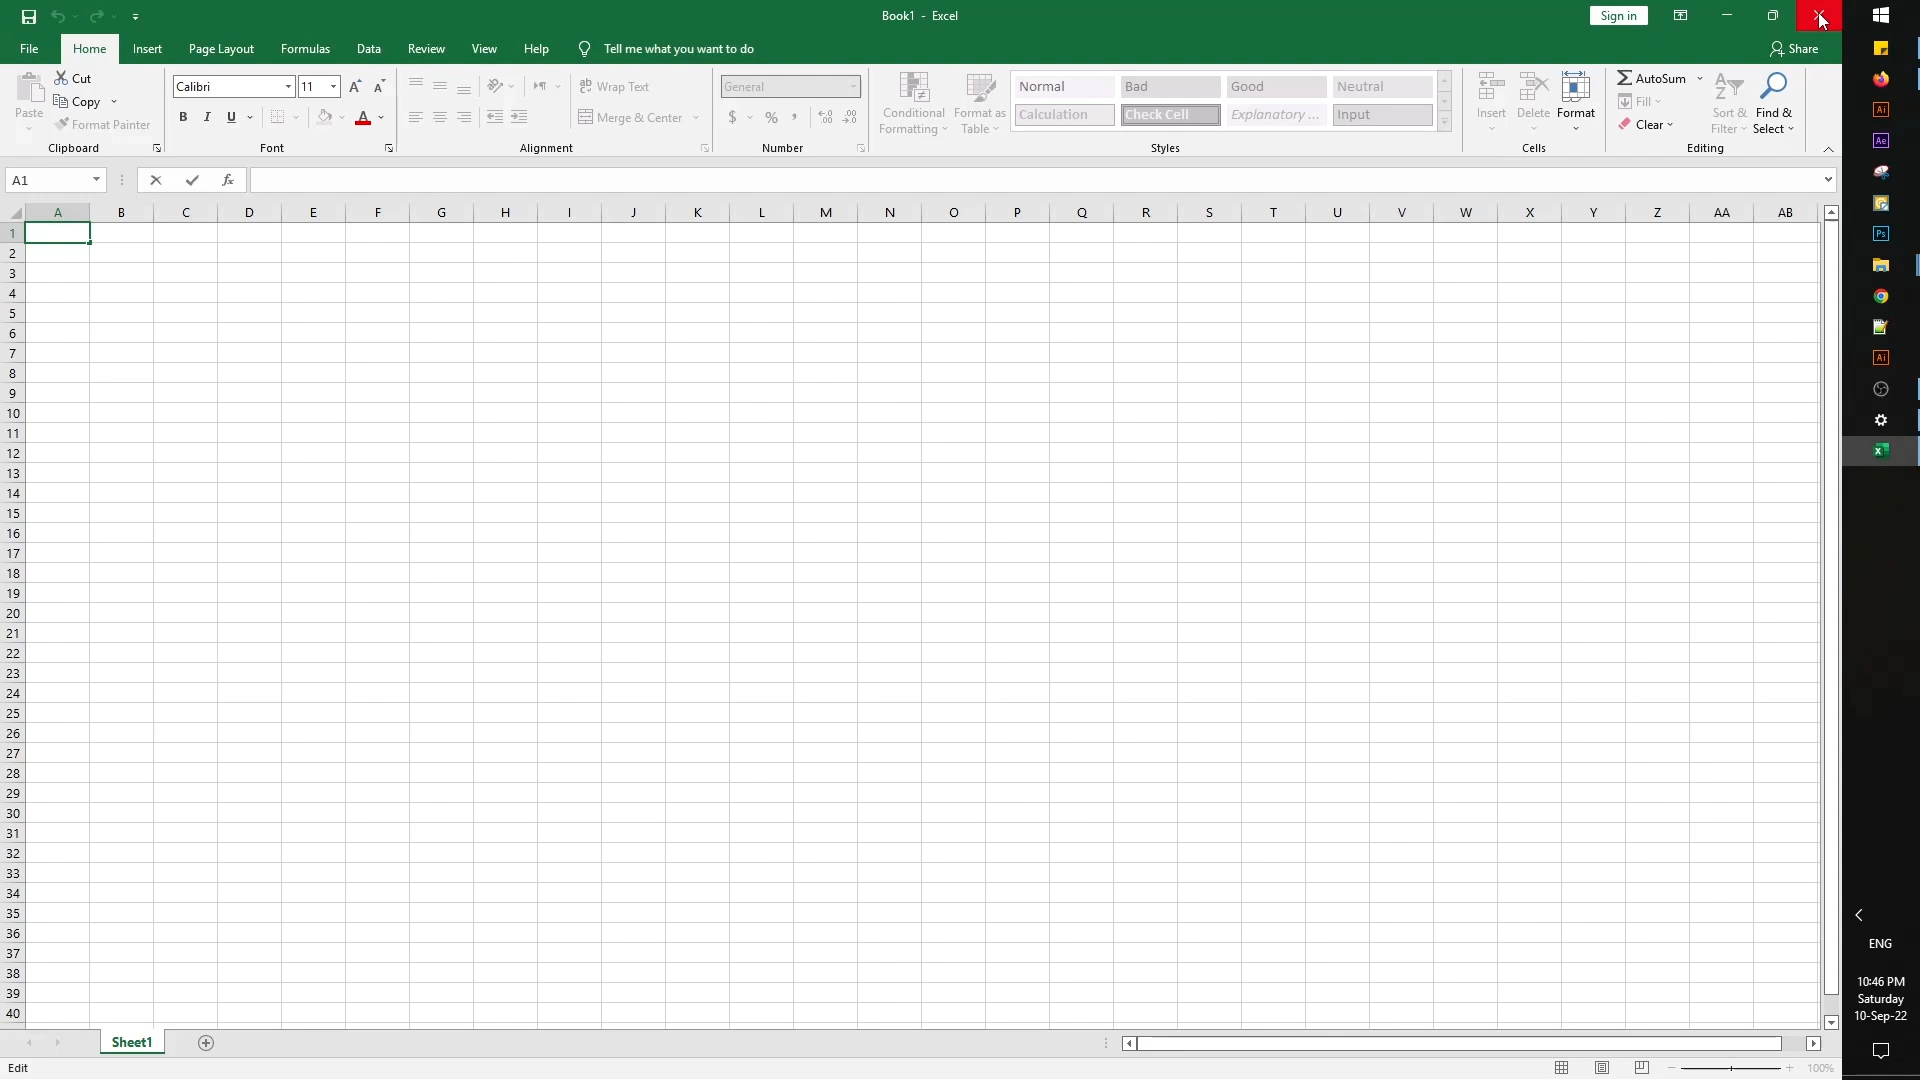 Book1 - Excel
Sign in
File Home Insert Page Layout Formulas Data Review View Help Tell me what you want to do Share
Paste
Cut
Copy
Format Painter
Clipboard
Calibri 11
B I U A
Font
Wrap Text
Merge & Center
Alignment
General
$ % ,
Number
Conditional Formatting
Format as Table
Normal Bad Good Neutral
Calculation Check Cell Explanatory ... Input
Styles
Insert Delete Format
Cells
AutoSum
Fill
Clear
Sort & Filter
Find & Select
Editing
A1 fx
A B C D E F G H I J K L M N O P Q R S T U V W X Y Z AA AB
1
2
3
4
5
6
7
8
9
10
11
12
13
14
15
16
17
18
19
20
21
22
23
24
25
26
27
28
29
30
31
32
33
34
35
36
37
38
39
40
Sheet1
Edit
100%
Ai
Ae
Ps
Ai
X
ENG
10:46 PM
Saturday
10-Sep-22